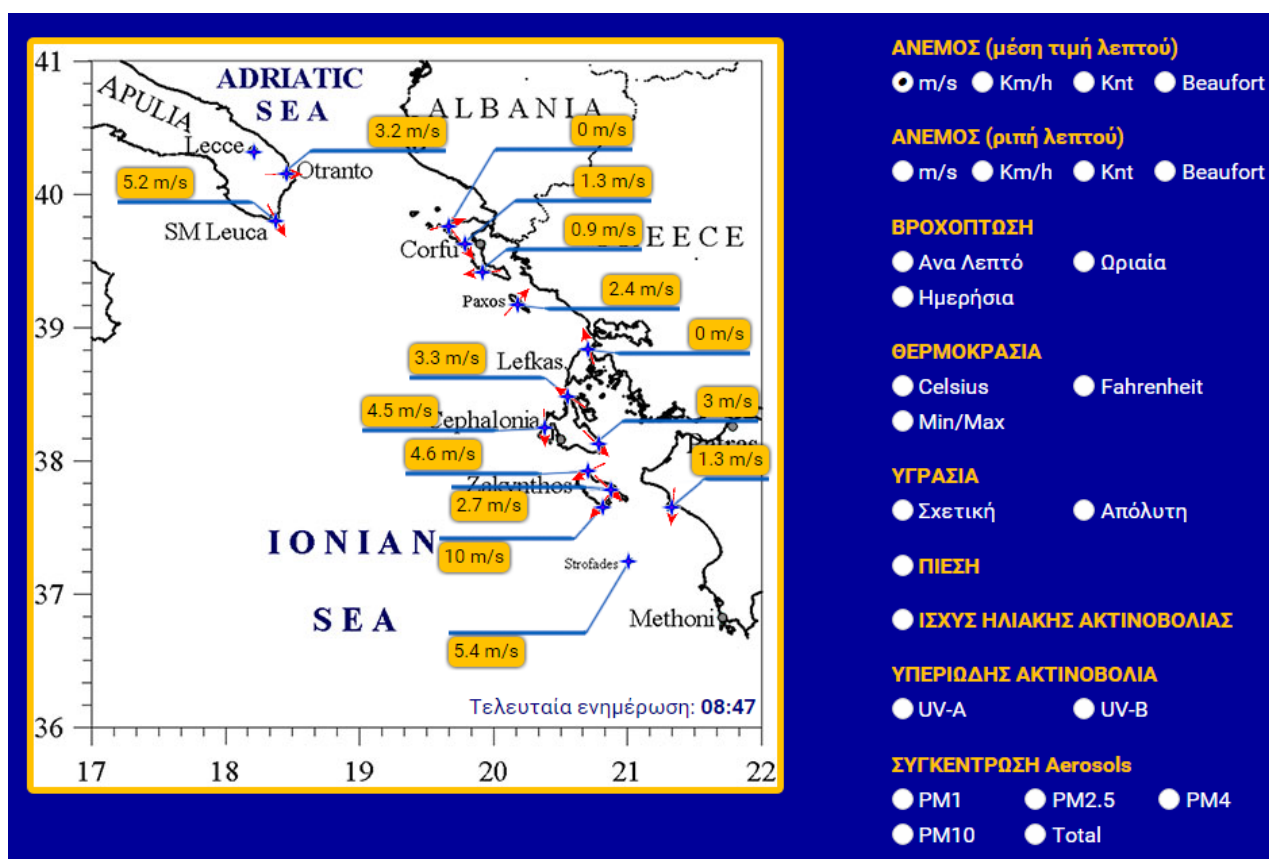 41
40
39
38
37
36
17
18
19
20
21
22
ADRIATIC
SEA
APULIA
ALBANIA
Lecce
Otranto
3.2 m/s
0 m/s
5.2 m/s
1.3 m/s
SM Leuca
0.9 m/s
Corfu
EECE
Paxos
2.4 m/s
0 m/s
3.3 m/s
Lefkas
3 m/s
4.5 m/s
Cephalonia
4.6 m/s
1.3 m/s
Zakynthos
2.7 m/s
IONIAN
10 m/s
Strofades
SEA
Methoni
5.4 m/s
Τελευταία ενημέρωση: 08:47
ΑΝΕΜΟΣ (μέση τιμή λεπτού)
m/s Km/h Knt Beaufort
ΑΝΕΜΟΣ (ριπή λεπτού)
m/s Km/h Knt Beaufort
ΒΡΟΧΟΠΤΩΣΗ
Ανα Λεπτό Ωριαία
Ημερήσια
ΘΕΡΜΟΚΡΑΣΙΑ
Celsius Fahrenheit
Min/Max
ΥΓΡΑΣΙΑ
Σχετική Απόλυτη
ΠΙΕΣΗ
ΙΣΧΥΣ ΗΛΙΑΚΗΣ ΑΚΤΙΝΟΒΟΛΙΑΣ
ΥΠΕΡΙΩΔΗΣ ΑΚΤΙΝΟΒΟΛΙΑ
UV-A UV-B
ΣΥΓΚΕΝΤΡΩΣΗ Aerosols
PM1 PM2.5 PM4
PM10 Total